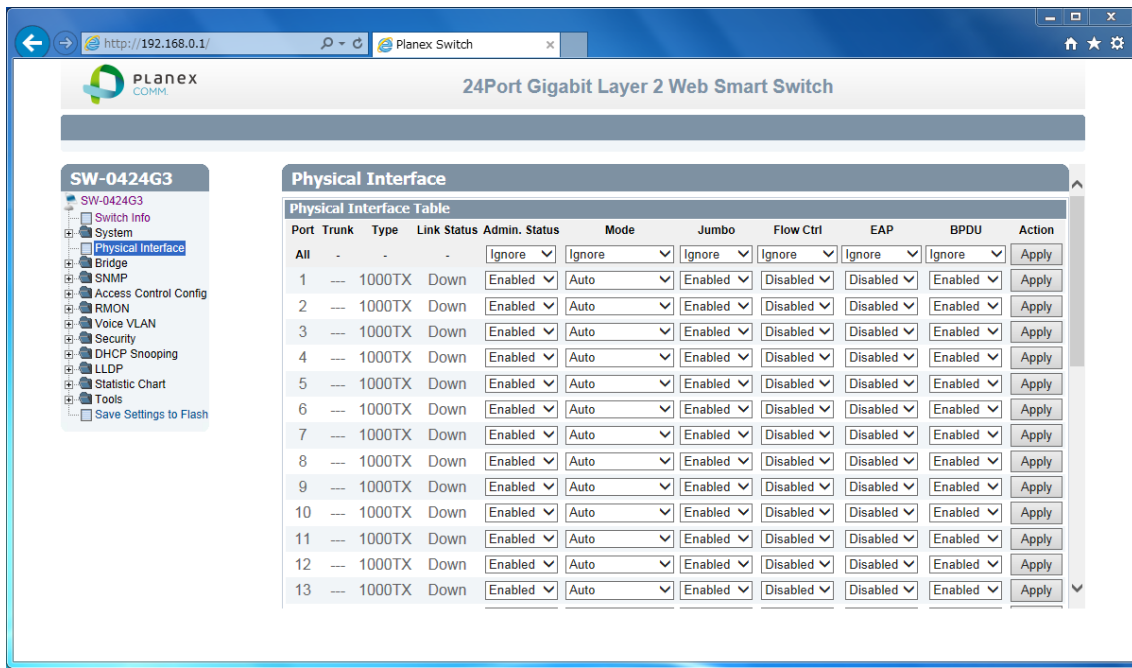 http://192.168.0.1/
Planex Switch
PLANEX
COMM.
24Port Gigabit Layer 2 Web Smart Switch
SW-0424G3
SW-0424G3
Switch Info
System
Physical Interface
Bridge
SNMP
Access Control Config
RMON
Voice VLAN
Security
DHCP Snooping
LLDP
Statistic Chart
Tools
Save Settings to Flash
Physical Interface
Physical Interface Table
Port Trunk Type Link Status Admin. Status Mode Jumbo Flow Ctrl EAP BPDU Action
All - - - Ignore Ignore Ignore Ignore Ignore Ignore Apply
1 --- 1000TX Down Enabled Auto Enabled Disabled Disabled Enabled Apply
2 --- 1000TX Down Enabled Auto Enabled Disabled Disabled Enabled Apply
3 --- 1000TX Down Enabled Auto Enabled Disabled Disabled Enabled Apply
4 --- 1000TX Down Enabled Auto Enabled Disabled Disabled Enabled Apply
5 --- 1000TX Down Enabled Auto Enabled Disabled Disabled Enabled Apply
6 --- 1000TX Down Enabled Auto Enabled Disabled Disabled Enabled Apply
7 --- 1000TX Down Enabled Auto Enabled Disabled Disabled Enabled Apply
8 --- 1000TX Down Enabled Auto Enabled Disabled Disabled Enabled Apply
9 --- 1000TX Down Enabled Auto Enabled Disabled Disabled Enabled Apply
10 --- 1000TX Down Enabled Auto Enabled Disabled Disabled Enabled Apply
11 --- 1000TX Down Enabled Auto Enabled Disabled Disabled Enabled Apply
12 --- 1000TX Down Enabled Auto Enabled Disabled Disabled Enabled Apply
13 --- 1000TX Down Enabled Auto Enabled Disabled Disabled Enabled Apply